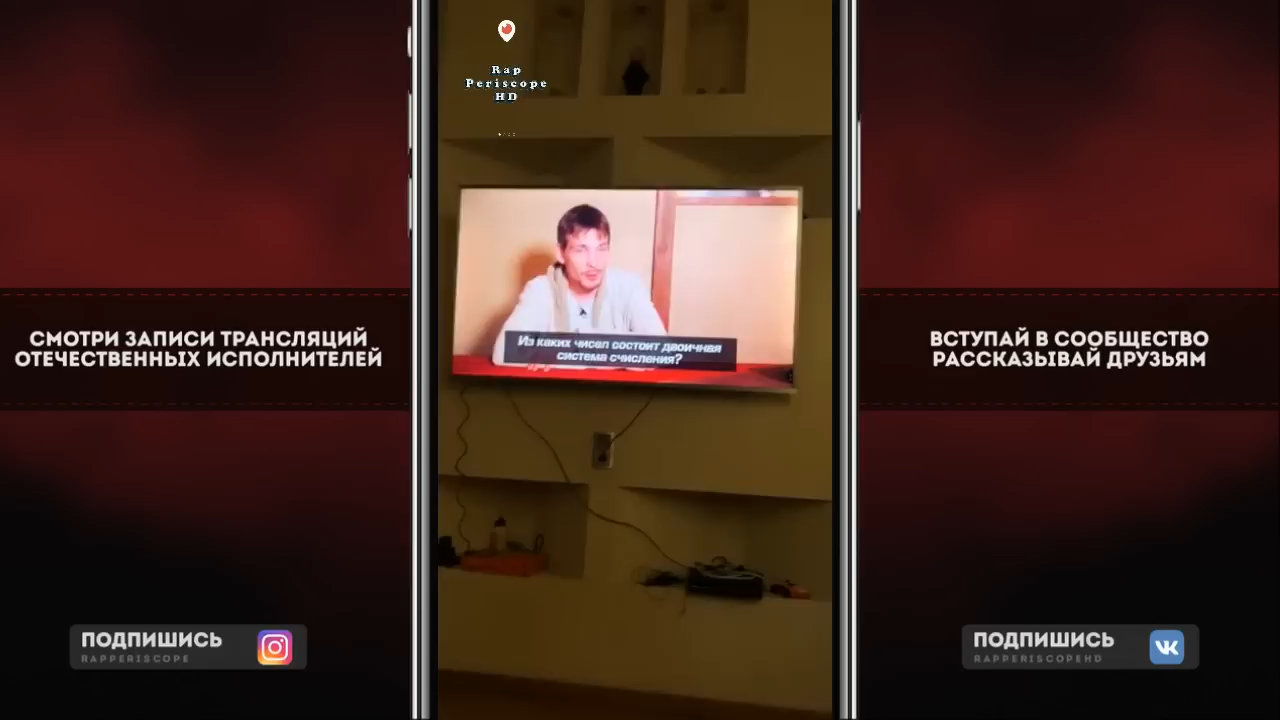 Rap
Periscope
HD
Из каких чисел состоит двоичная
система счисления?
СМОТРИ ЗАПИСИ ТРАНСЛЯЦИЙ
ОТЕЧЕСТВЕННЫХ ИСПОЛНИТЕЛЕЙ
ВСТУПАЙ В СООБЩЕСТВО
РАССКАЗЫВАЙ ДРУЗЬЯМ
ПОДПИШИСЬ
RAPPERISCOPE
ПОДПИШИСЬ
RAPPERISCOPEHD